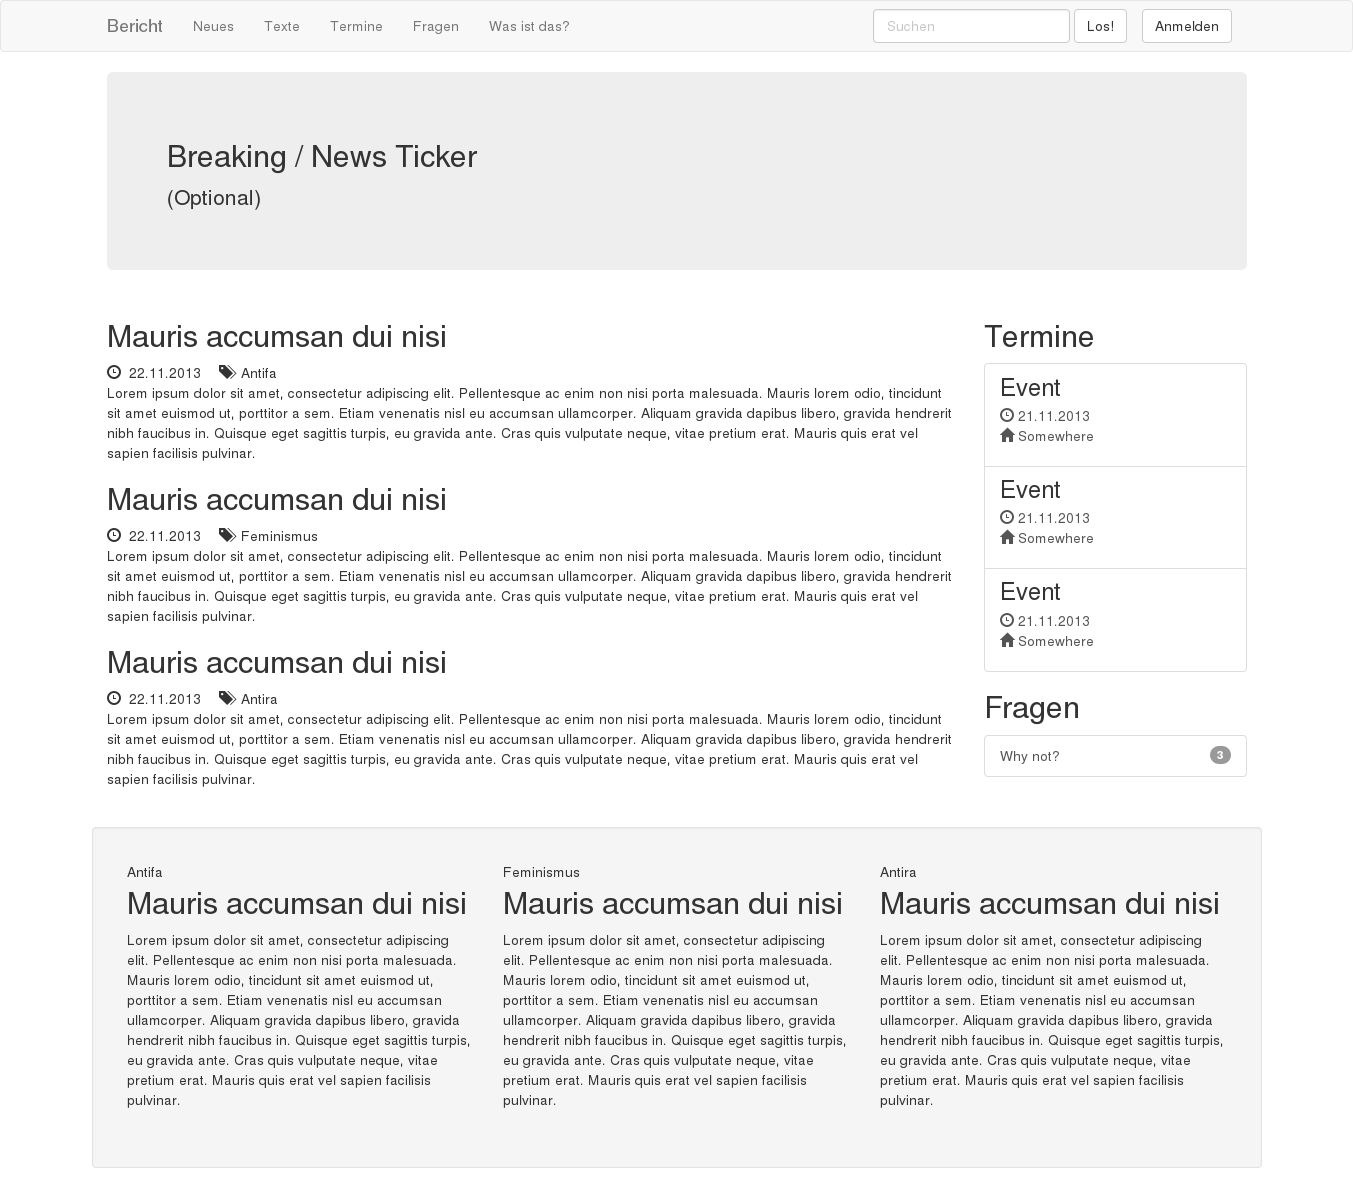 Bericht Neues Texte Termine Fragen Was ist das? Suchen Los! Anmelden
Breaking / News Ticker
(Optional)
Mauris accumsan dui nisi
22.11.2013 Antifa
Lorem ipsum dolor sit amet, consectetur adipiscing elit. Pellentesque ac enim non nisi porta malesuada. Mauris lorem odio, tincidunt
sit amet euismod ut, porttitor a sem. Etiam venenatis nisl eu accumsan ullamcorper. Aliquam gravida dapibus libero, gravida hendrerit
nibh faucibus in. Quisque eget sagittis turpis, eu gravida ante. Cras quis vulputate neque, vitae pretium erat. Mauris quis erat vel
sapien facilisis pulvinar.
Mauris accumsan dui nisi
22.11.2013 Feminismus
Lorem ipsum dolor sit amet, consectetur adipiscing elit. Pellentesque ac enim non nisi porta malesuada. Mauris lorem odio, tincidunt
sit amet euismod ut, porttitor a sem. Etiam venenatis nisl eu accumsan ullamcorper. Aliquam gravida dapibus libero, gravida hendrerit
nibh faucibus in. Quisque eget sagittis turpis, eu gravida ante. Cras quis vulputate neque, vitae pretium erat. Mauris quis erat vel
sapien facilisis pulvinar.
Mauris accumsan dui nisi
22.11.2013 Antira
Lorem ipsum dolor sit amet, consectetur adipiscing elit. Pellentesque ac enim non nisi porta malesuada. Mauris lorem odio, tincidunt
sit amet euismod ut, porttitor a sem. Etiam venenatis nisl eu accumsan ullamcorper. Aliquam gravida dapibus libero, gravida hendrerit
nibh faucibus in. Quisque eget sagittis turpis, eu gravida ante. Cras quis vulputate neque, vitae pretium erat. Mauris quis erat vel
sapien facilisis pulvinar.
Termine
Event
21.11.2013
Somewhere
Event
21.11.2013
Somewhere
Event
21.11.2013
Somewhere
Fragen
Why not? 3
Antifa
Mauris accumsan dui nisi
Lorem ipsum dolor sit amet, consectetur adipiscing
elit. Pellentesque ac enim non nisi porta malesuada.
Mauris lorem odio, tincidunt sit amet euismod ut,
porttitor a sem. Etiam venenatis nisl eu accumsan
ullamcorper. Aliquam gravida dapibus libero, gravida
hendrerit nibh faucibus in. Quisque eget sagittis turpis,
eu gravida ante. Cras quis vulputate neque, vitae
pretium erat. Mauris quis erat vel sapien facilisis
pulvinar.
Feminismus
Mauris accumsan dui nisi
Lorem ipsum dolor sit amet, consectetur adipiscing
elit. Pellentesque ac enim non nisi porta malesuada.
Mauris lorem odio, tincidunt sit amet euismod ut,
porttitor a sem. Etiam venenatis nisl eu accumsan
ullamcorper. Aliquam gravida dapibus libero, gravida
hendrerit nibh faucibus in. Quisque eget sagittis turpis,
eu gravida ante. Cras quis vulputate neque, vitae
pretium erat. Mauris quis erat vel sapien facilisis
pulvinar.
Antira
Mauris accumsan dui nisi
Lorem ipsum dolor sit amet, consectetur adipiscing
elit. Pellentesque ac enim non nisi porta malesuada.
Mauris lorem odio, tincidunt sit amet euismod ut,
porttitor a sem. Etiam venenatis nisl eu accumsan
ullamcorper. Aliquam gravida dapibus libero, gravida
hendrerit nibh faucibus in. Quisque eget sagittis turpis,
eu gravida ante. Cras quis vulputate neque, vitae
pretium erat. Mauris quis erat vel sapien facilisis
pulvinar.